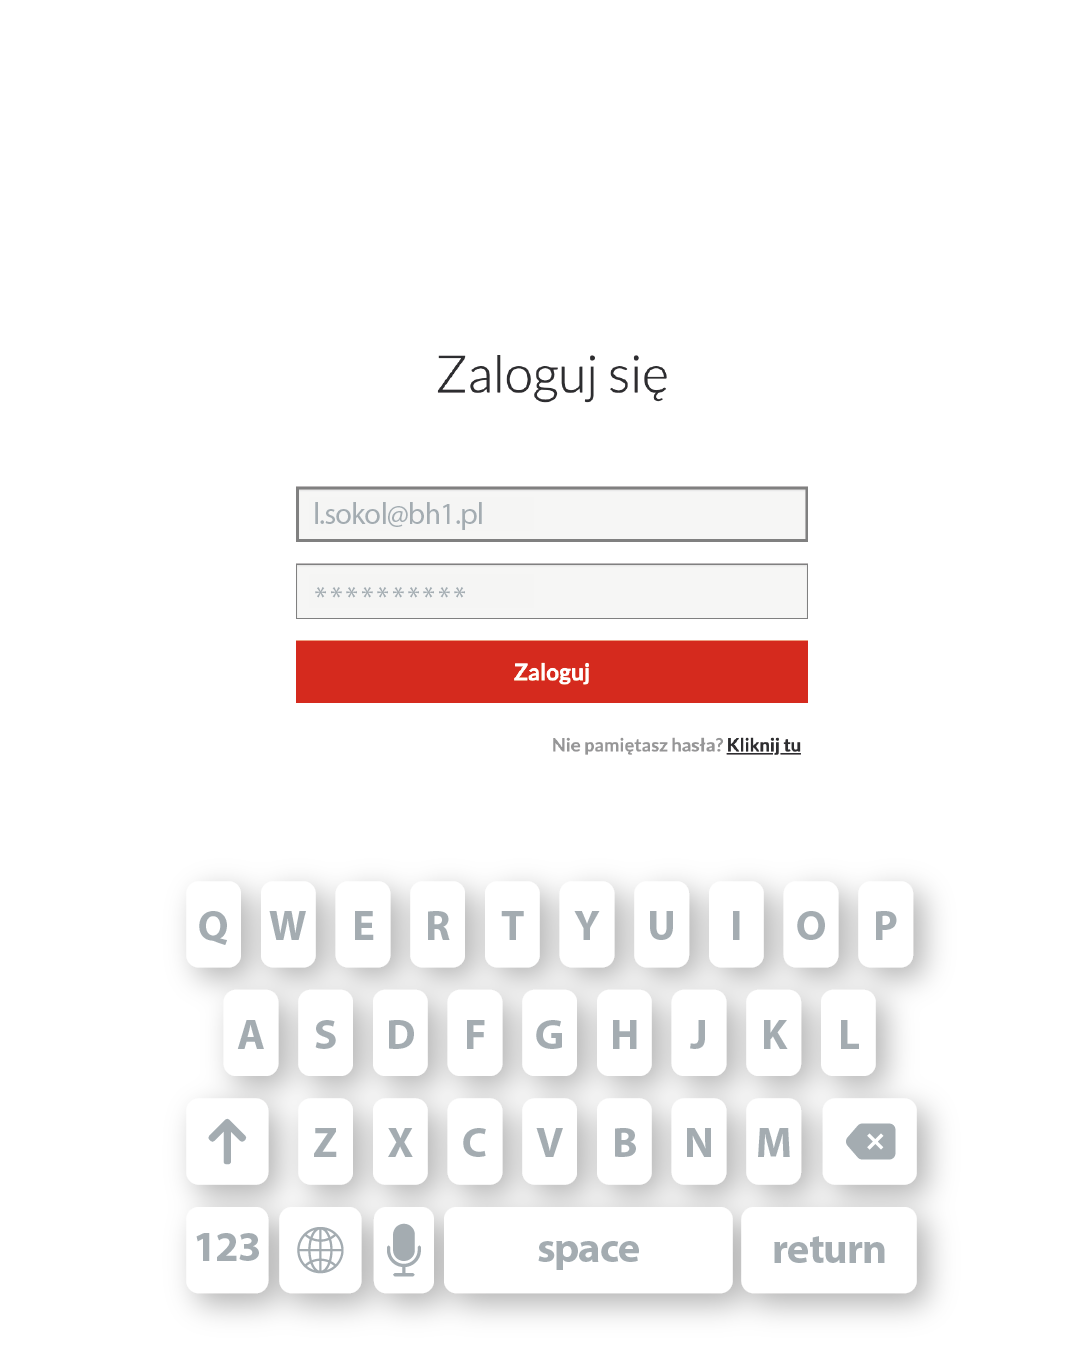 Zaloguj się
l.sokol@bh1.pl
**********
Zaloguj
Nie pamiętasz hasła? Kliknij tu
Q W E R T Y U I O P
A S D F G H J K L
Z X C V B N M
123 space return